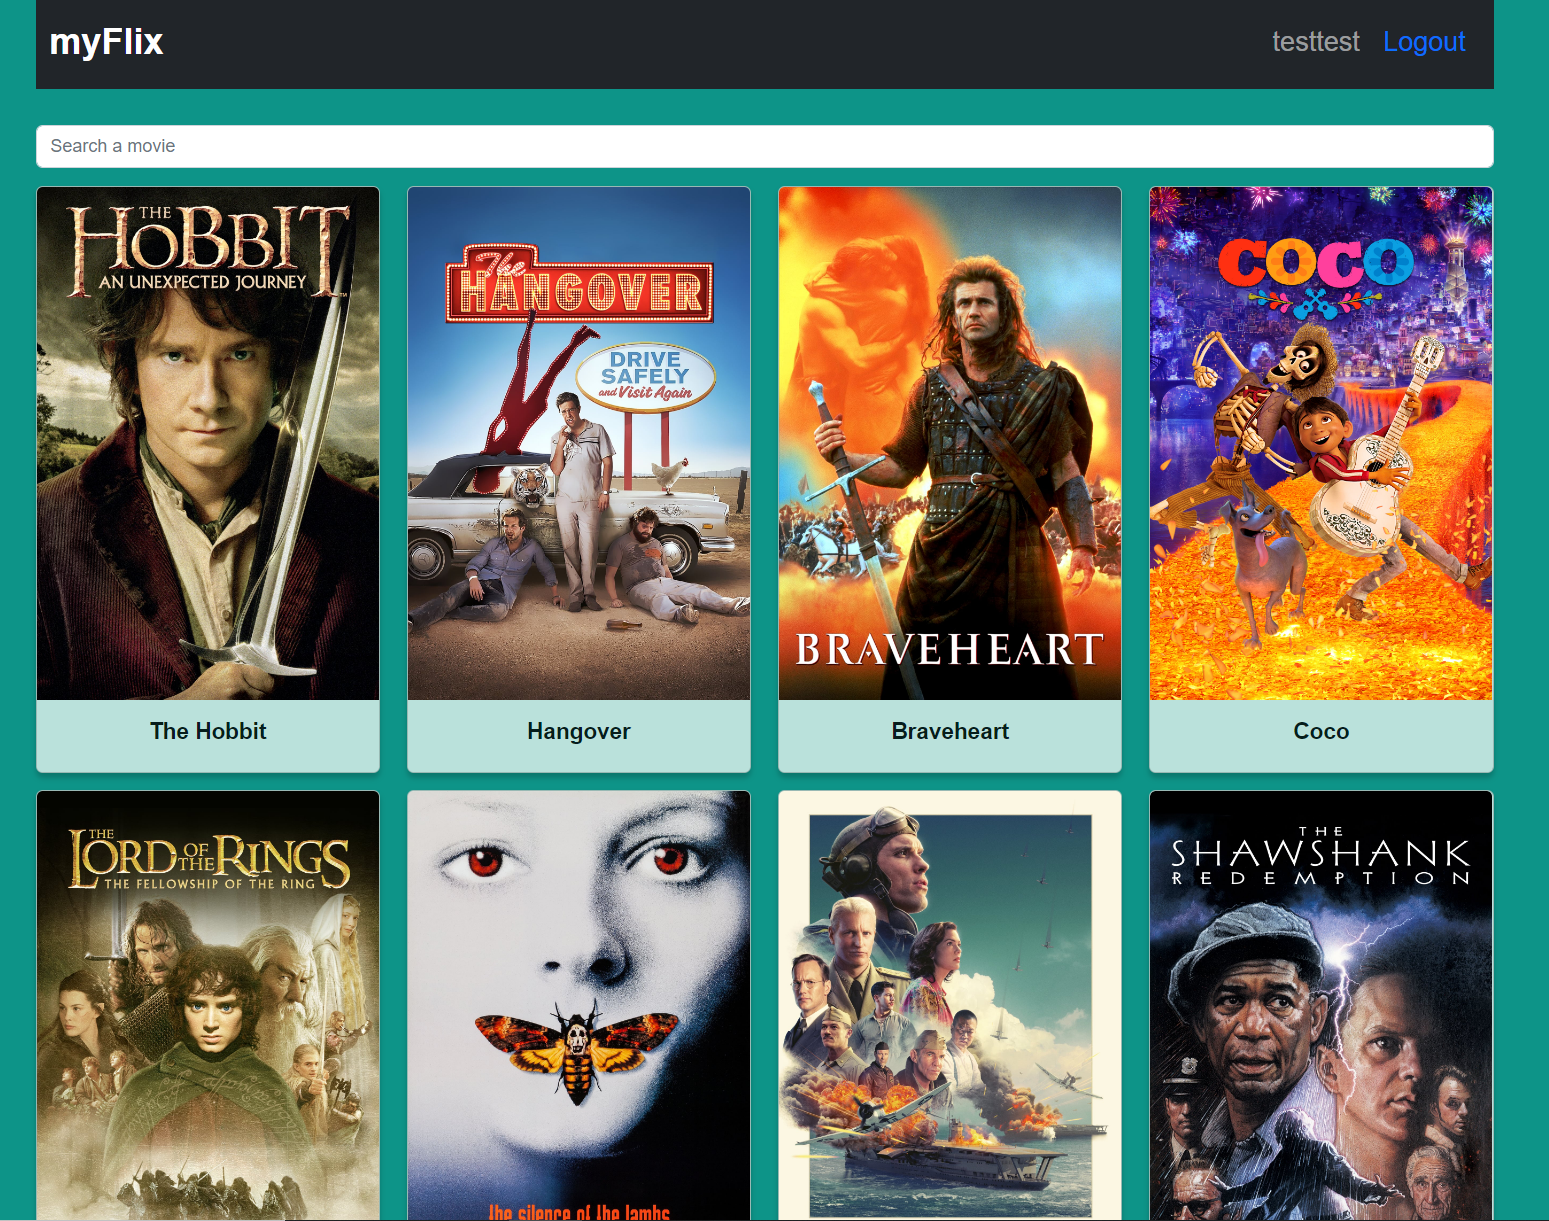 myFlix
testtest Logout
Search a movie
THE
HOBBIT
AN UNEXPECTED JOURNEY
The
HANGOVER
DRIVE
SAFELY
and Visit Again
BRAVEHEART
COCO
The Hobbit
Hangover
Braveheart
Coco
THE
LORD OF THE RINGS
THE FELLOWSHIP OF THE RING
the silence of the lambs
THE
SHAWSHANK
REDEMPTION